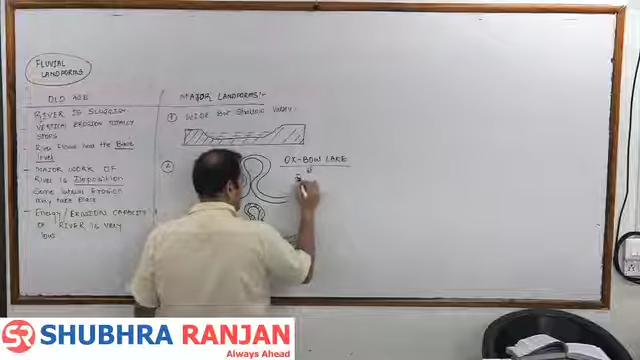 FLUVIAL
LANDFORMS
OLD AGE
RIVER IS SLUGGISH
VERTICAL EROSION TOTALLY
STOPS
River Flows near the Base
level
MAJOR WORK OF
River is Deposition
Some lateral Erosion
may take Place
Energy/EROSION CAPACITY
OF RIVER IS VERY
low
MAJOR LANDFORMS:-
1 WIDE BUT Shallow Valley
2
OX-BOW LAKE
SR SHUBHRA RANJAN
Always Ahead!